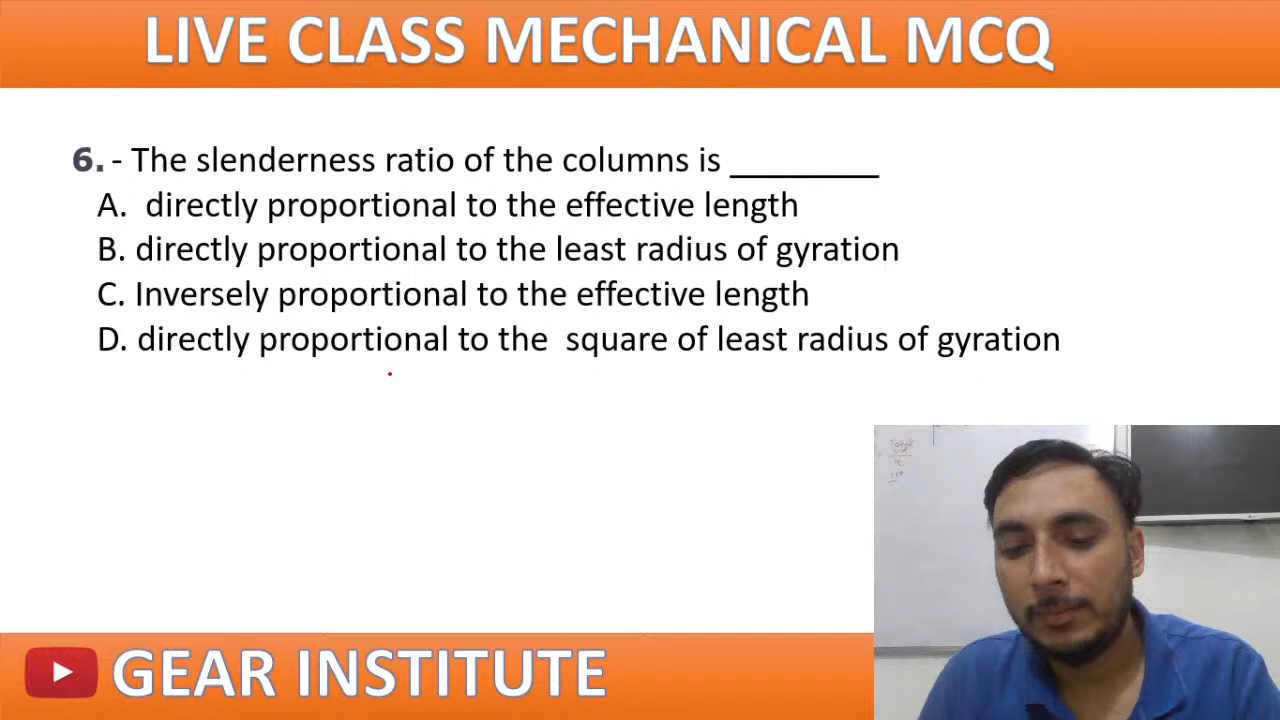 LIVE CLASS MECHANICAL MCQ
6. - The slenderness ratio of the columns is ________
A. directly proportional to the effective length
B. directly proportional to the least radius of gyration
C. Inversely proportional to the effective length
D. directly proportional to the square of least radius of gyration
GEAR INSTITUTE